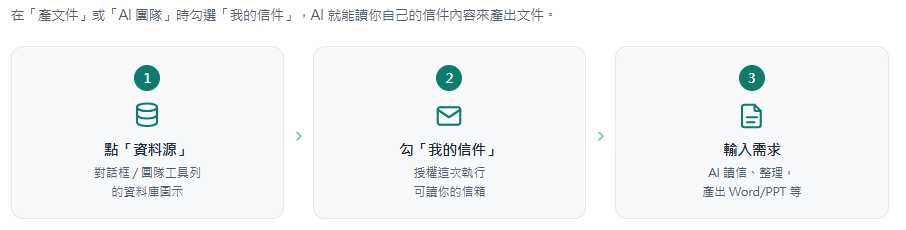 在「產文件」或「AI 團隊」時勾選「我的信件」，AI 就能讀你自己的信件內容來產出文件。
1
點「資料源」
對話框 / 團隊工具列
的資料庫圖示
2
勾「我的信件」
授權這次執行
可讀你的信箱
3
輸入需求
AI 讀信、整理，
產出 Word/PPT 等